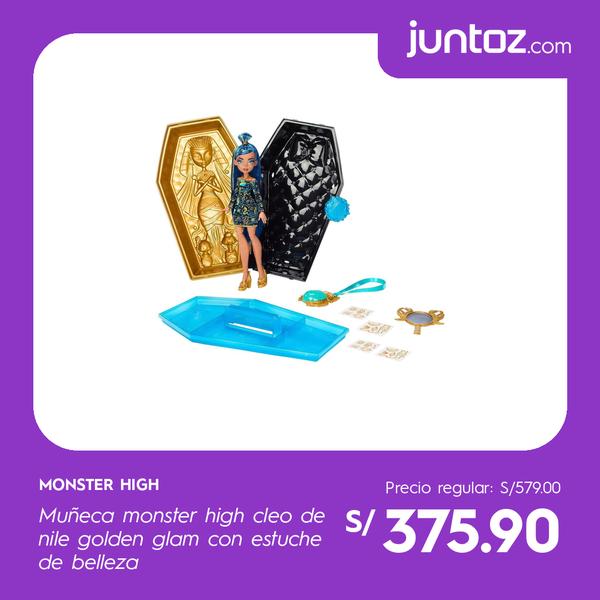 juntoz.com
MONSTER HIGH
Muñeca monster high cleo de
nile golden glam con estuche
de belleza
Precio regular: S/579.00
S/ 375.90